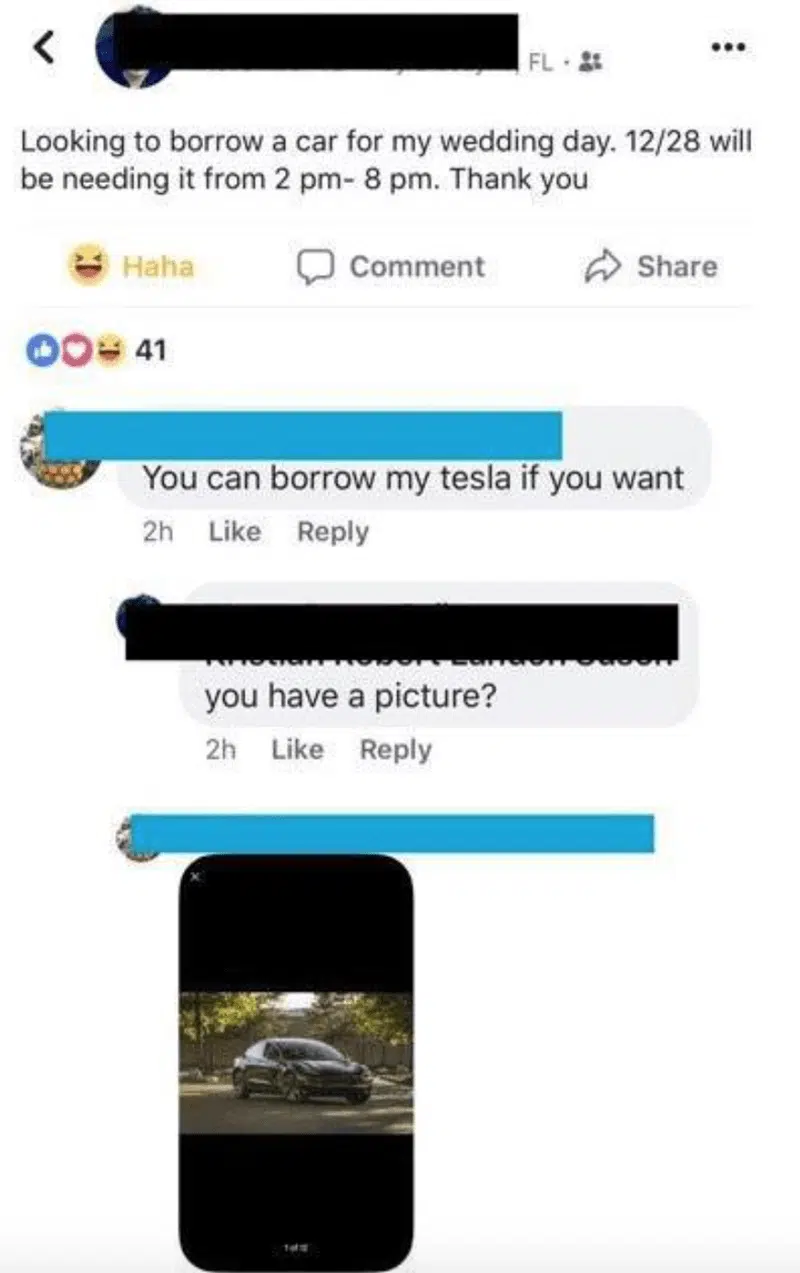 FL
Looking to borrow a car for my wedding day. 12/28 will
be needing it from 2 pm- 8 pm. Thank you
Haha
Comment
Share
41
You can borrow my tesla if you want
2h Like Reply
you have a picture?
2h Like Reply